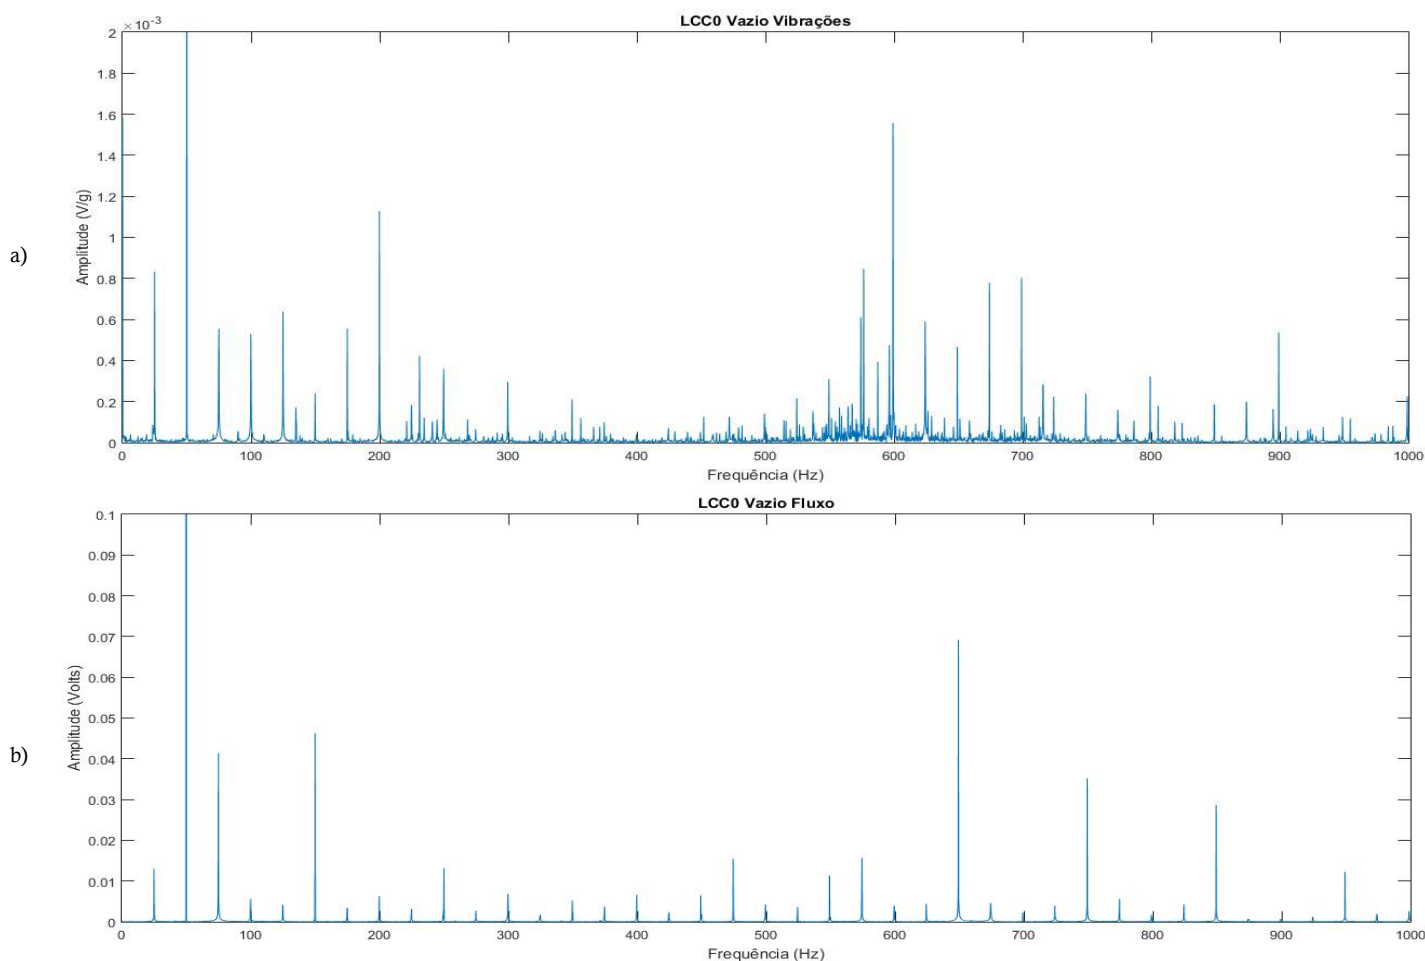 a)
LCC0 Vazio Vibrações
×10⁻³
2
1.8
1.6
1.4
1.2
1
0.8
0.6
0.4
0.2
0
Amplitude (V/g)
0 100 200 300 400 500 600 700 800 900 1000
Frequência (Hz)
b)
LCC0 Vazio Fluxo
0.1
0.09
0.08
0.07
0.06
0.05
0.04
0.03
0.02
0.01
0
Amplitude (Volts)
0 100 200 300 400 500 600 700 800 900 1000
Frequência (Hz)